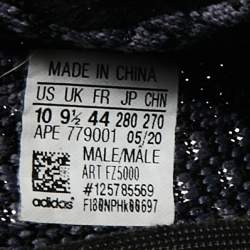 MADE IN CHINA
US UK FR JP CHN
10 9½ 44 280 270
APE 779001 05/20
MALE/MÂLE
ART FZ5000
#125785569
adidas